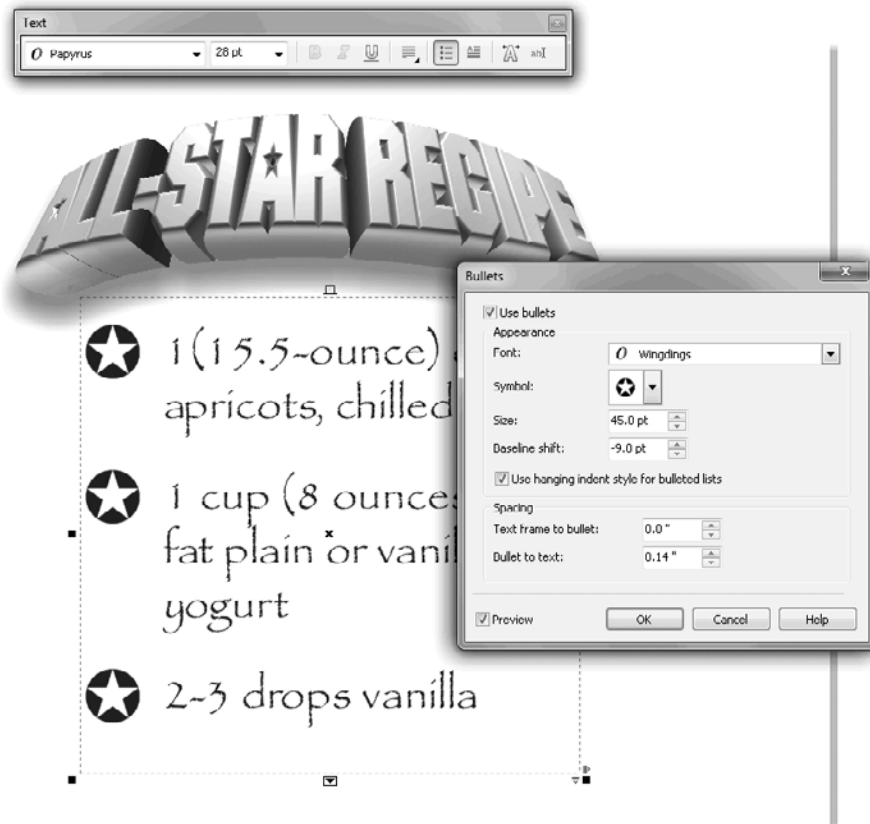 Text
O Papyrus 28 pt B I U abI
ALL-STAR RECIPE
1 (15.5-ounce)
apricots, chilled
1 cup (8 ounces
fat plain or vanil
yogurt
2-3 drops vanilla
Bullets
Use bullets
Appearance
Font: O Wingdings
Symbol:
Size: 45.0 pt
Baseline shift: -9.0 pt
Use hanging indent style for bulleted lists
Spacing
Text frame to bullet: 0.0 "
Bullet to text: 0.14 "
Preview OK Cancel Help